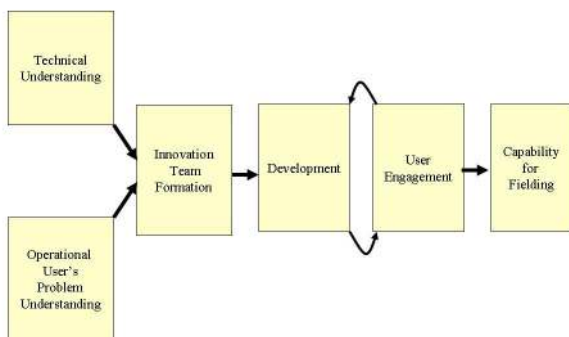 Technical
Understanding
Innovation
Team
Formation
Development
User
Engagement
Capability
for
Fielding
Operational
User's
Problem
Understanding